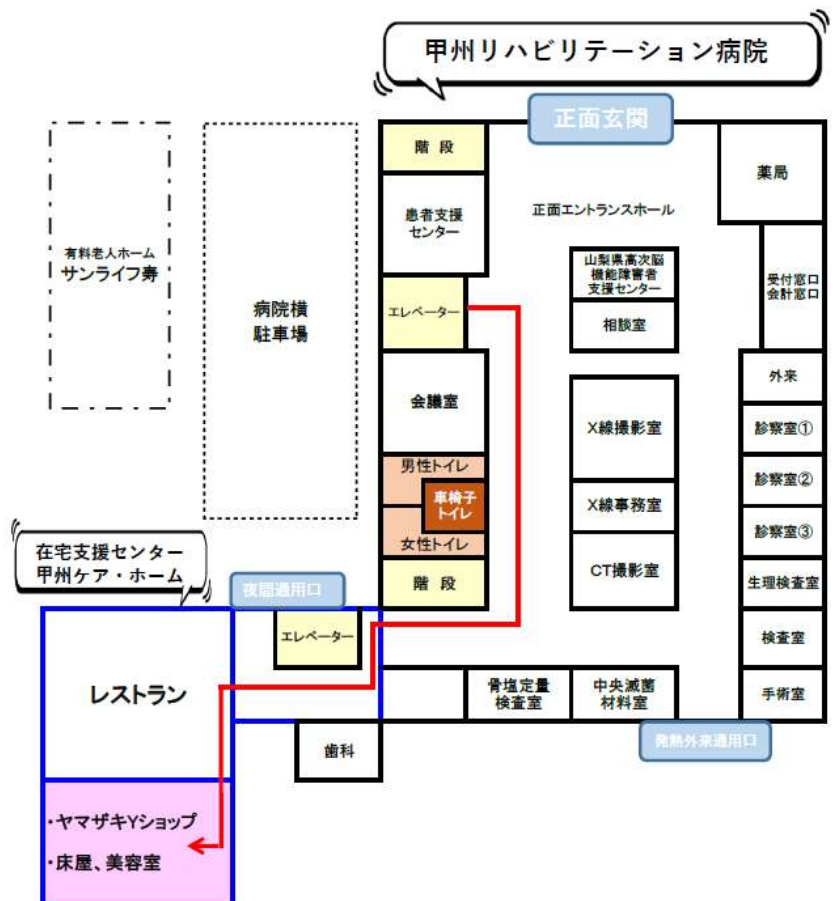 甲州リハビリテーション病院
正面玄関
階 段
薬局
患者支援
センター
正面エントランスホール
有料老人ホーム
サンライフ寿
病院横
駐車場
山梨県高次脳
機能障害者
支援センター
受付窓口
会計窓口
エレベーター
相談室
外来
会議室
X線撮影室
診察室①
男性トイレ
車椅子
トイレ
女性トイレ
X線事務室
診察室②
診察室③
在宅支援センター
甲州ケア・ホーム
夜間通用口
階 段
CT撮影室
生理検査室
エレベーター
検査室
レストラン
骨塩定量
検査室
中央滅菌
材料室
手術室
歯科
発熱外来通用口
・ヤマザキYショップ
・床屋、美容室